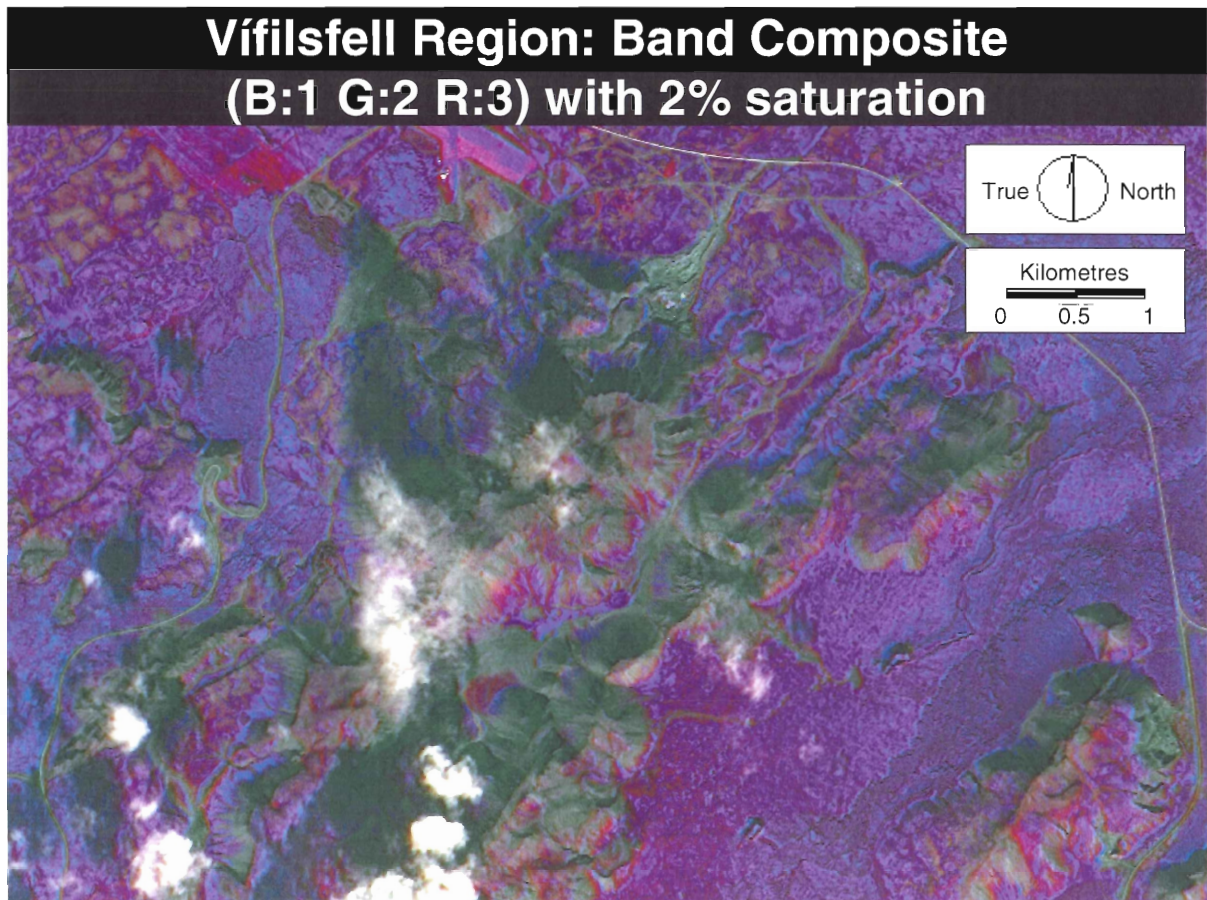 Vífilsfell Region: Band Composite
(B:1 G:2 R:3) with 2% saturation
True North
Kilometres
0 0.5 1